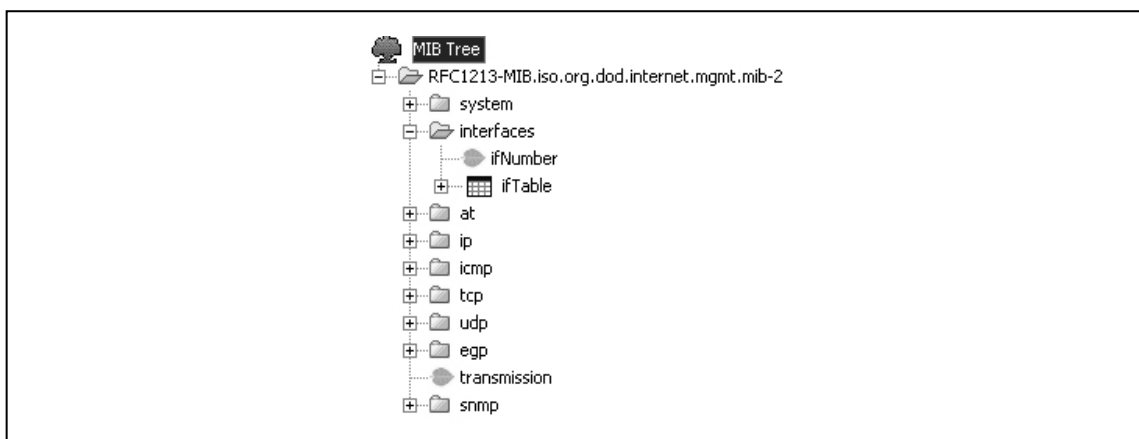 MIB Tree
RFC1213-MIB.iso.org.dod.internet.mgmt.mib-2
system
interfaces
ifNumber
ifTable
at
ip
icmp
tcp
udp
egp
transmission
snmp